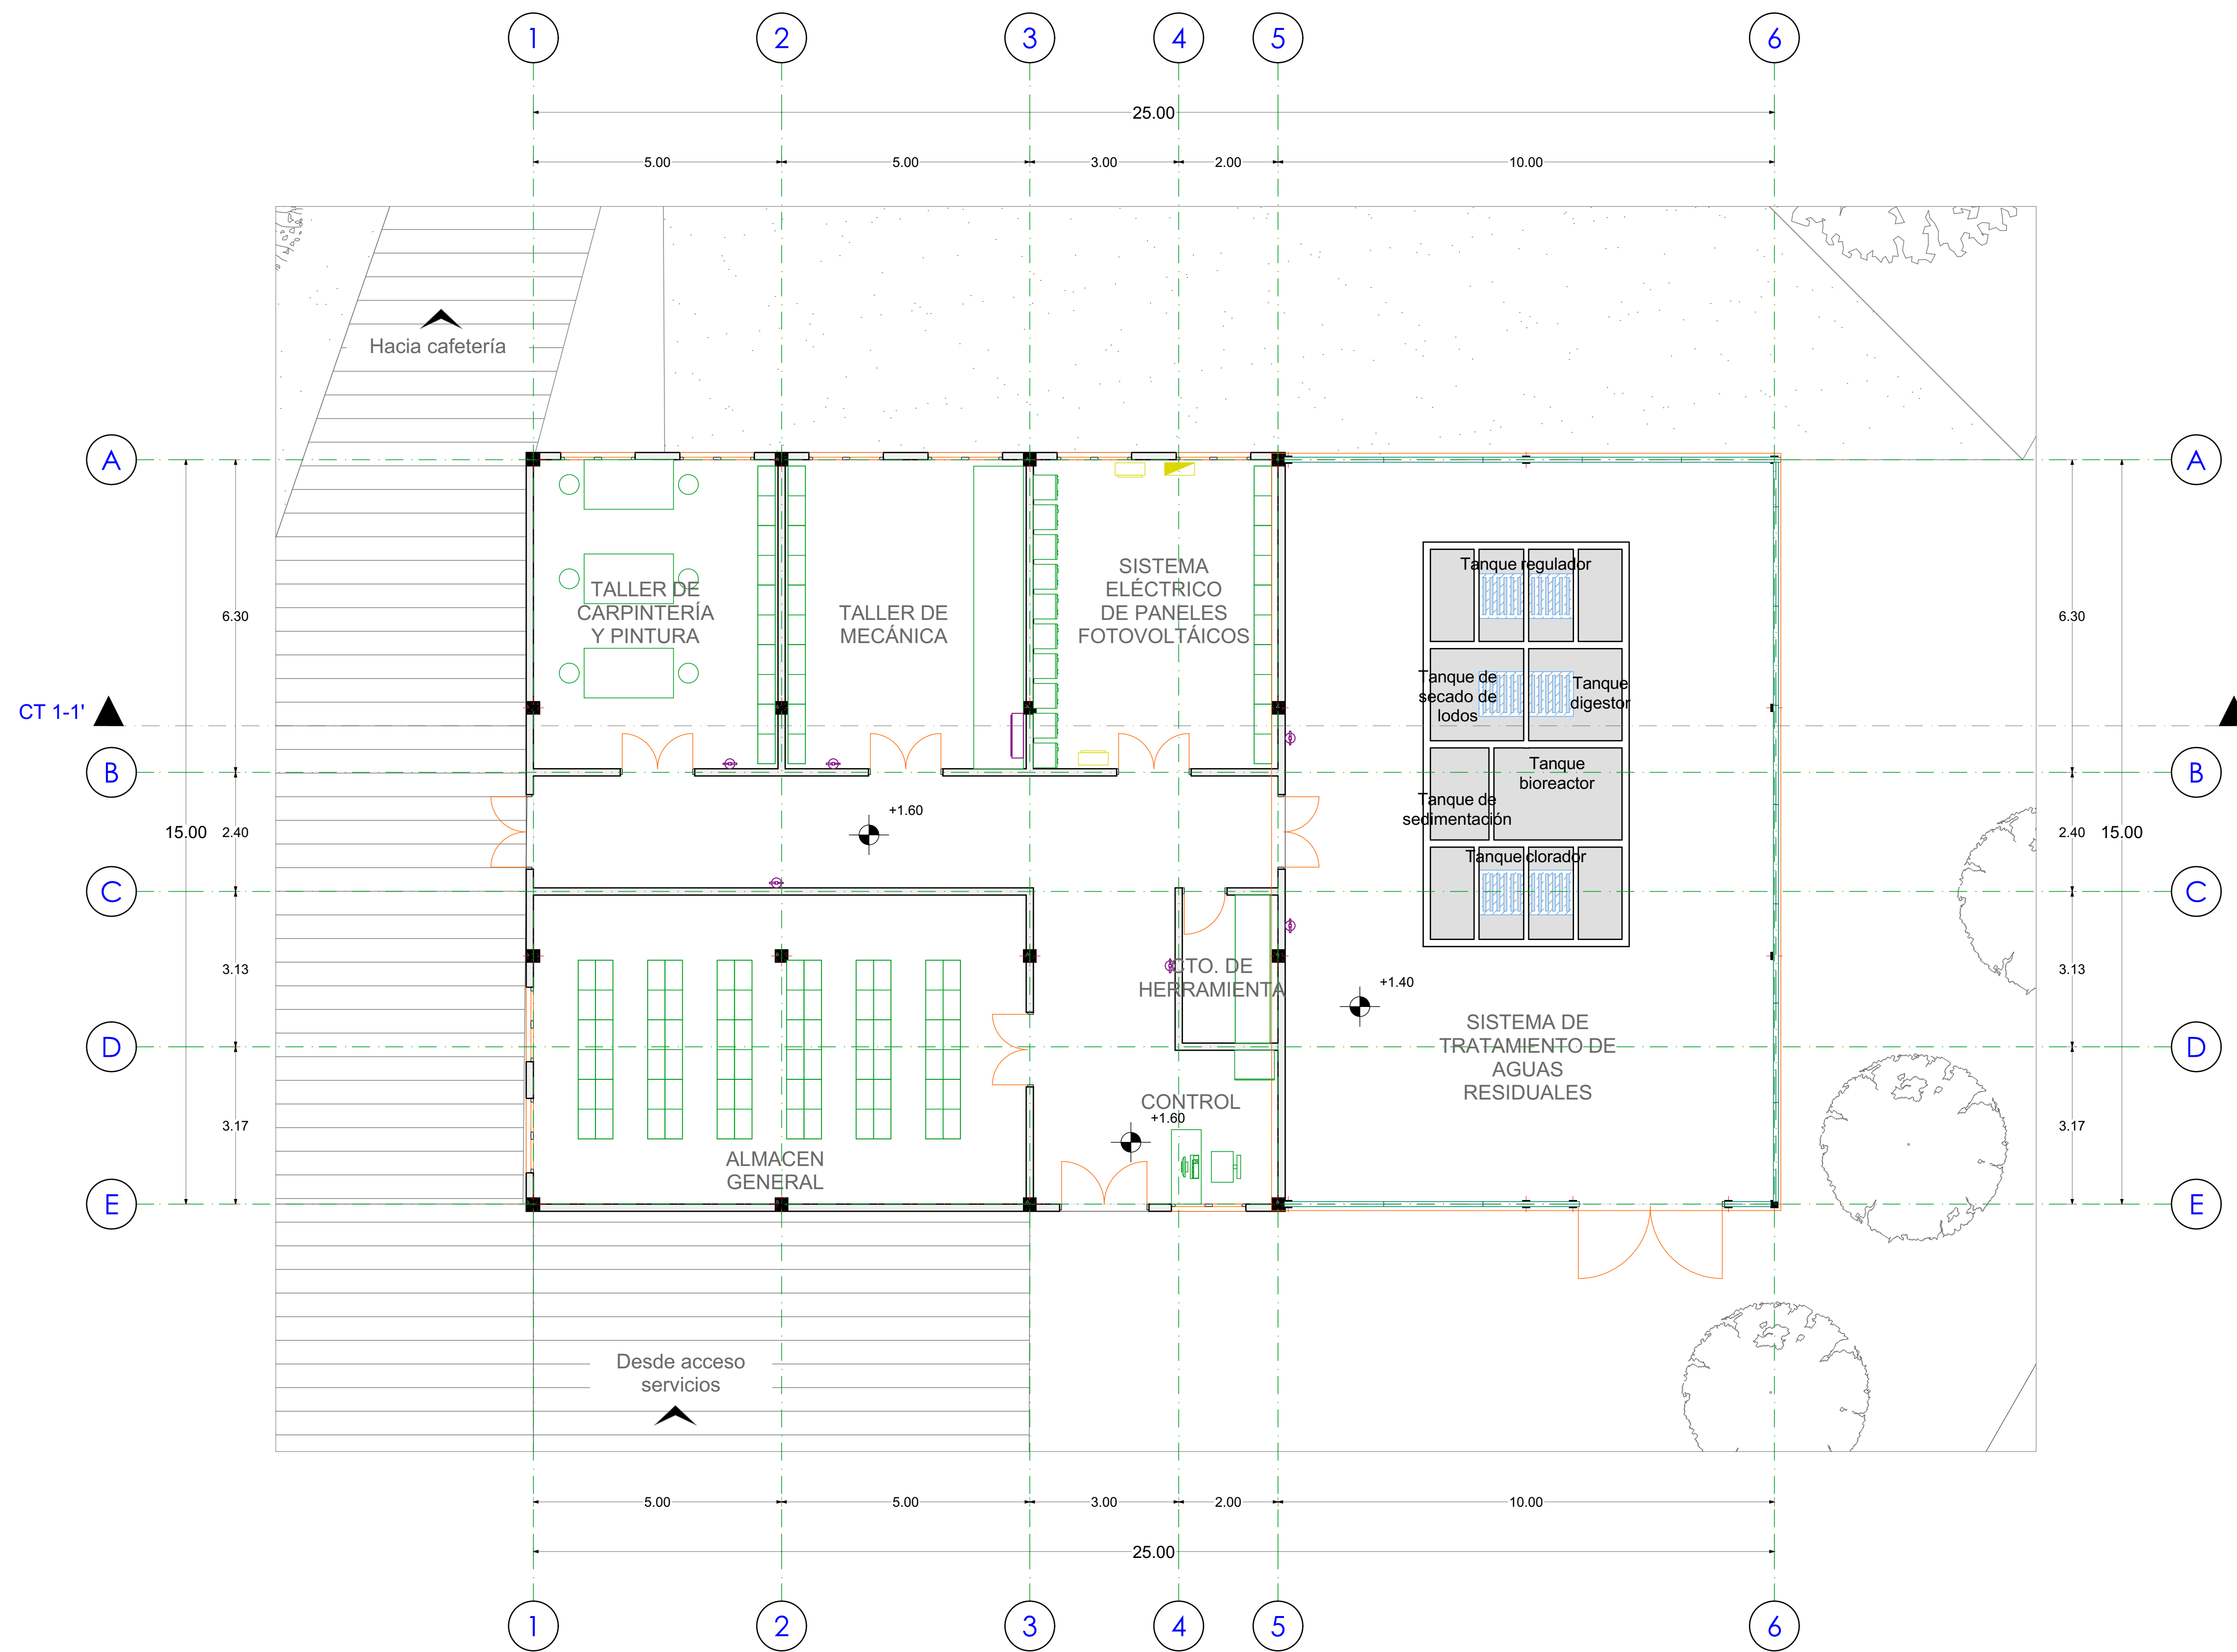 1 2 3 4 5 6
25.00
5.00 5.00 3.00 2.00 10.00
Hacia cafetería
A A
6.30 6.30
TALLER DE
CARPINTERÍA
Y PINTURA
TALLER DE
MECÁNICA
SISTEMA
ELÉCTRICO
DE PANELES
FOTOVOLTÁICOS
Tanque regulador
Tanque de
secado de
lodos
Tanque
digestor
CT 1-1'
B B
Tanque
bioreactor
Tanque de
sedimentación
+1.60
15.00 2.40 2.40 15.00
Tanque clorador
C C
3.13 3.13
CTO. DE
HERRAMIENTA
+1.40
SISTEMA DE
TRATAMIENTO DE
AGUAS
RESIDUALES
D D
CONTROL
+1.60
3.17 3.17
ALMACEN
GENERAL
E E
Desde acceso
servicios
5.00 5.00 3.00 2.00 10.00
25.00
1 2 3 4 5 6